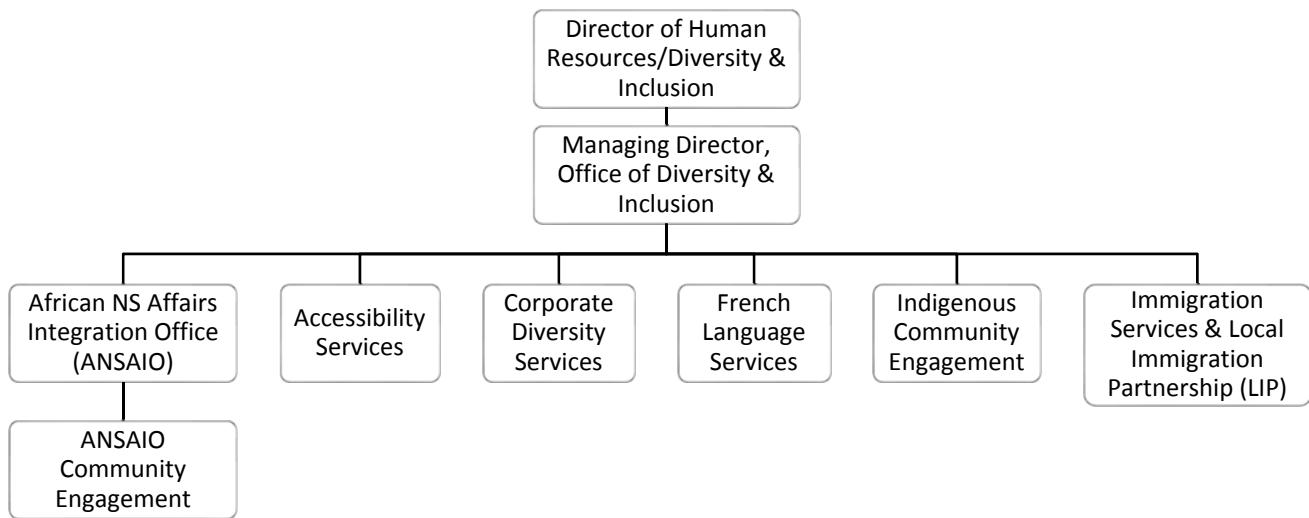 Director of Human
Resources/Diversity &
Inclusion
Managing Director,
Office of Diversity &
Inclusion
African NS Affairs
Integration Office
(ANSAIO)
Accessibility
Services
Corporate
Diversity
Services
French
Language
Services
Indigenous
Community
Engagement
Immigration
Services & Local
Immigration
Partnership (LIP)
ANSAIO
Community
Engagement